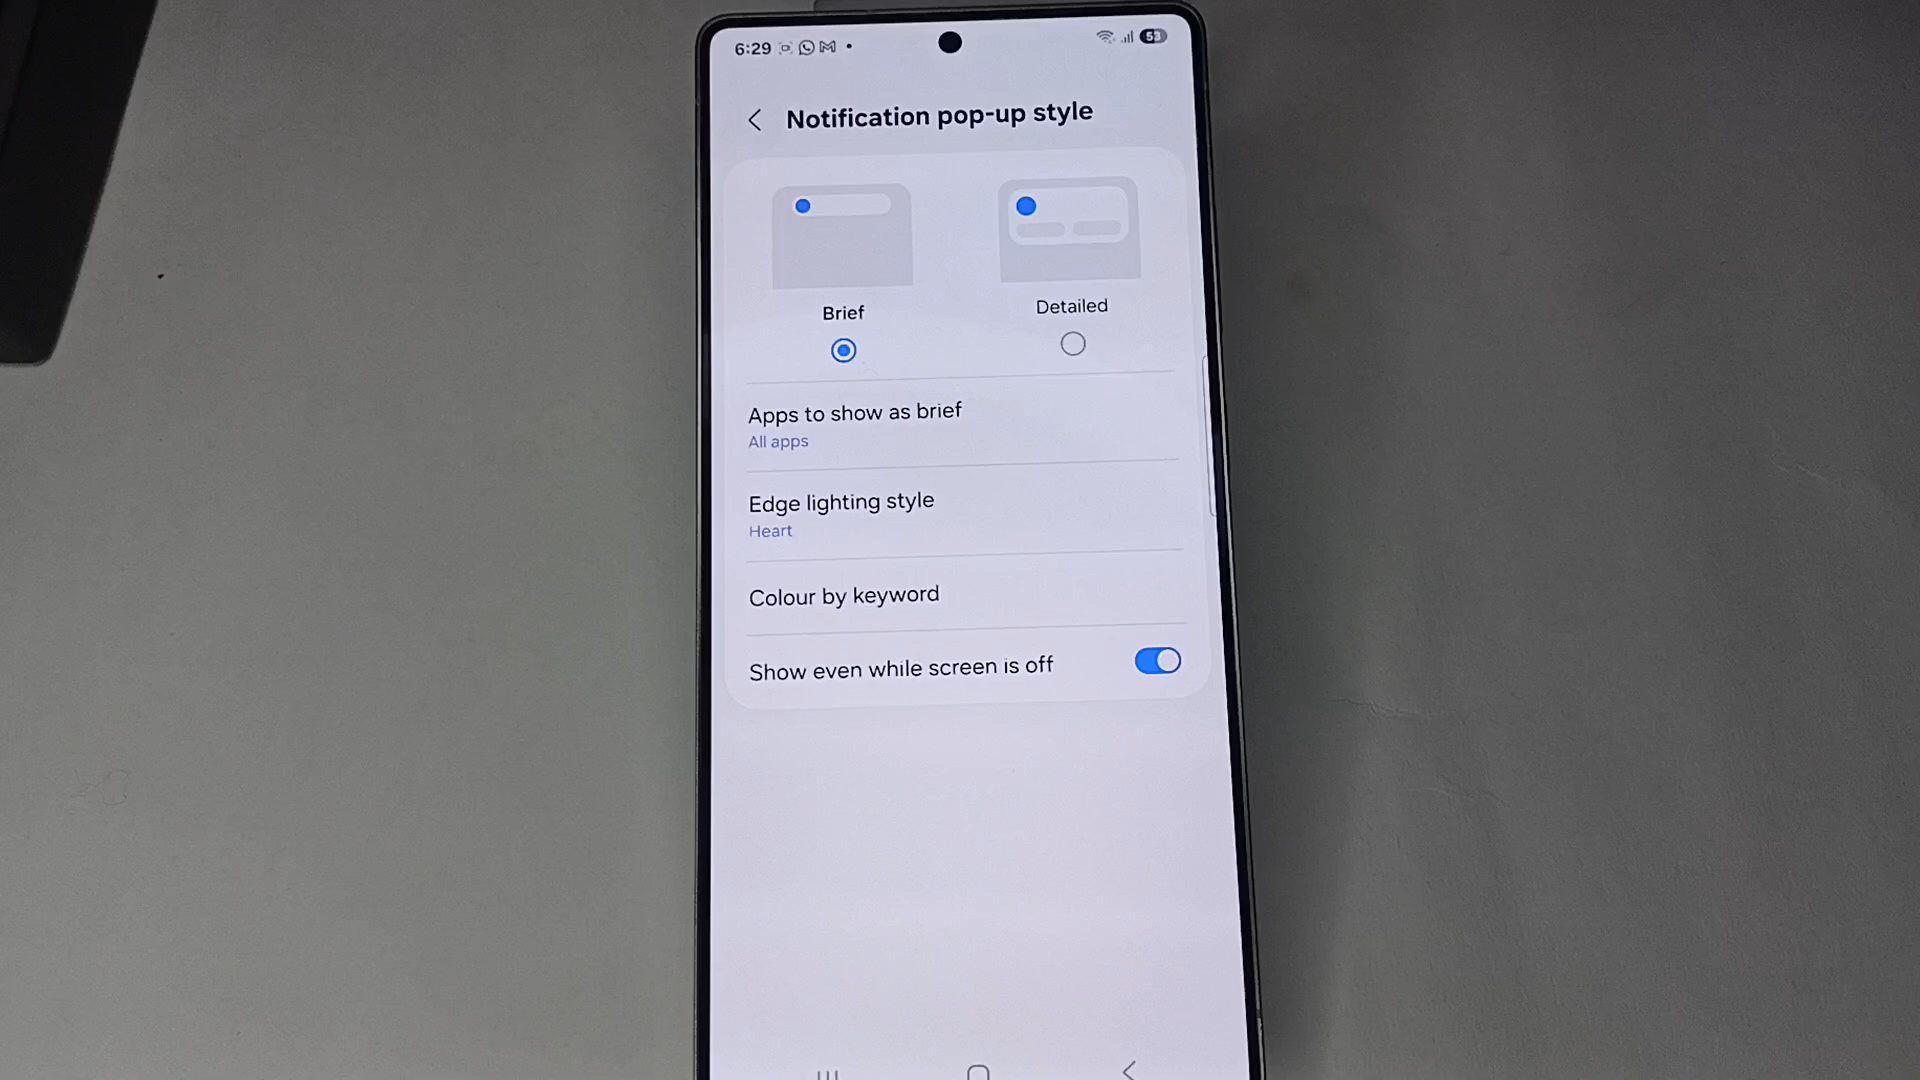 6:29
53
Notification pop-up style
Brief
Detailed
Apps to show as brief
All apps
Edge lighting style
Heart
Colour by keyword
Show even while screen is off